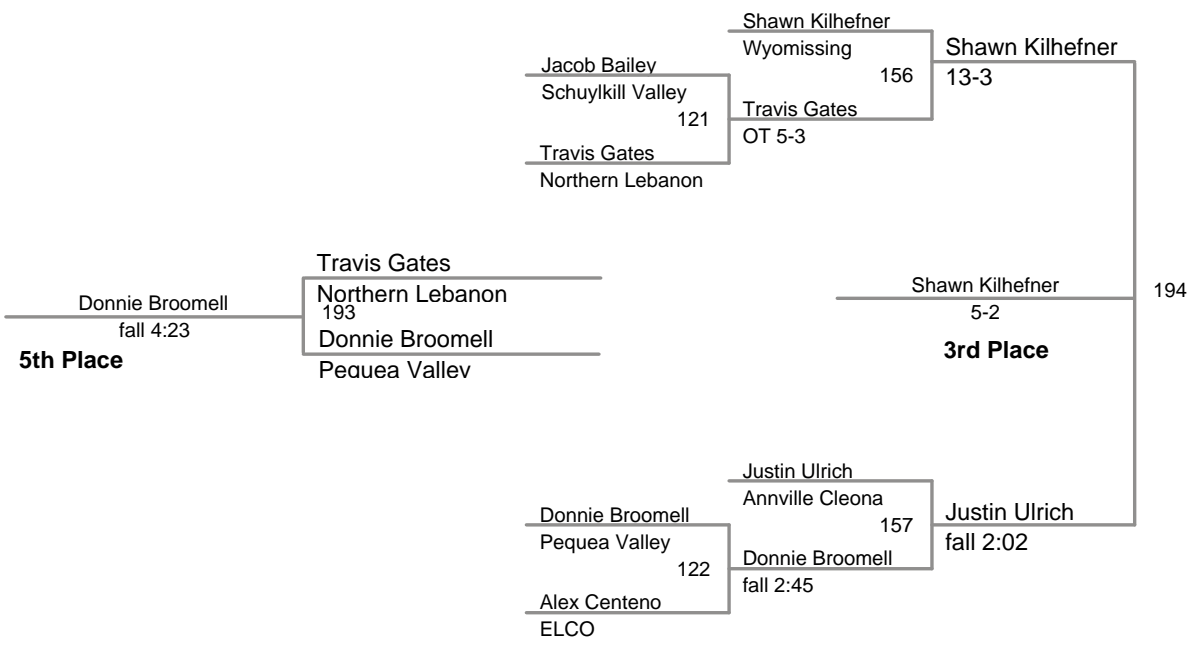 Shawn Kilhefner
Wyomissing
156
Shawn Kilhefner
13-3
Jacob Bailey
Schuylkill Valley
121
Travis Gates
OT 5-3
Travis Gates
Northern Lebanon
Travis Gates
Northern Lebanon
193
Donnie Broomell
Pequea Valley
Donnie Broomell
fall 4:23
5th Place
Shawn Kilhefner
5-2
3rd Place
194
Justin Ulrich
Annville Cleona
157
Justin Ulrich
fall 2:02
Donnie Broomell
Pequea Valley
122
Donnie Broomell
fall 2:45
Alex Centeno
ELCO